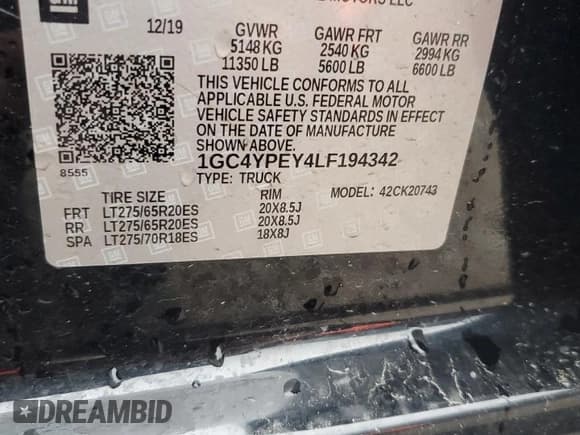 GM
MOTORS LLC
12/19 GVWR GAWR FRT GAWR RR
5148 KG 2540 KG 2994 KG
11350 LB 5600 LB 6600 LB
THIS VEHICLE CONFORMS TO ALL
APPLICABLE U.S. FEDERAL MOTOR
VEHICLE SAFETY STANDARDS IN EFFECT
ON THE DATE OF MANUFACTURE
SHOWN ABOVE.
8555
1GC4YPEY4LF194342
TYPE: TRUCK
TIRE SIZE RIM MODEL: 42CK20743
FRT LT275/65R20ES 20X8.5J
RR LT275/65R20ES 20X8.5J
SPA LT275/70R18ES 18X8J
DREAMBID